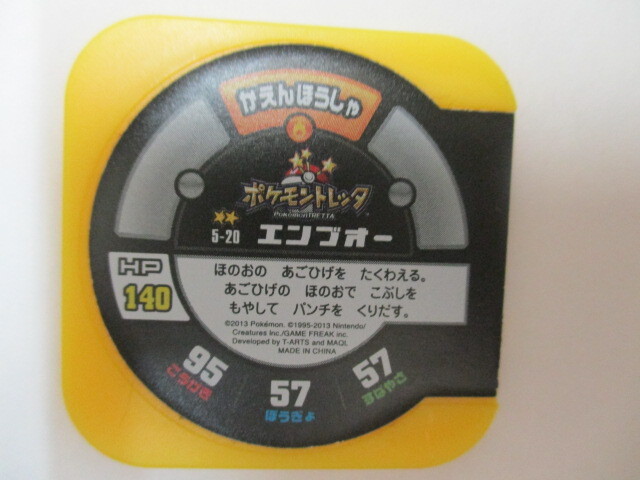 かえんほうしゃ
ポケモントレッタ
PokémonTRETTA
5-20 エンブオー
HP
140
ほのおの あごひげを たくわえる。
あごひげの ほのおで こぶしを
もやして パンチを くりだす。
©2013 Pokémon. ©1995-2013 Nintendo/
Creatures Inc./GAME FREAK inc.
Developed by T-ARTS and MAQL
MADE IN CHINA
95
こうげき
57
ぼうぎょ
57
すばやさ